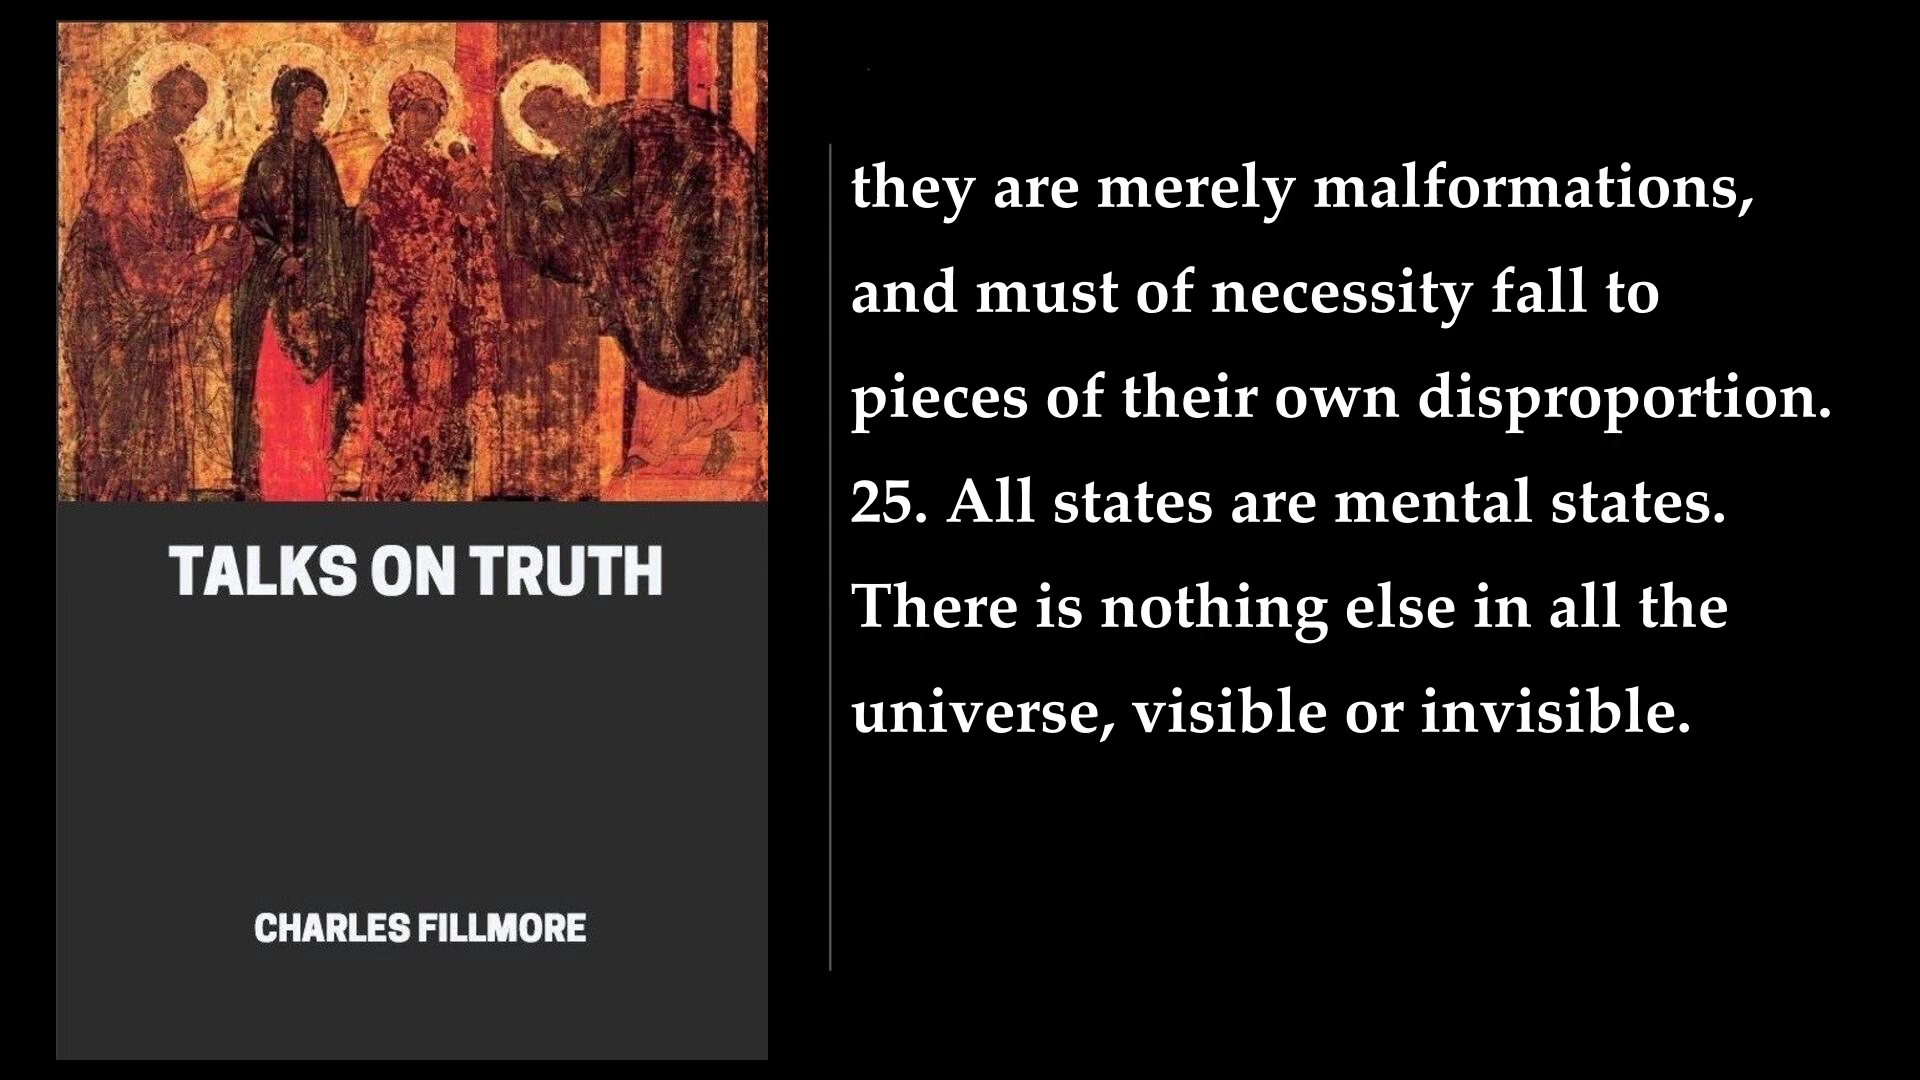 TALKS ON TRUTH
CHARLES FILLMORE
they are merely malformations,
and must of necessity fall to
pieces of their own disproportion.
25. All states are mental states.
There is nothing else in all the
universe, visible or invisible.